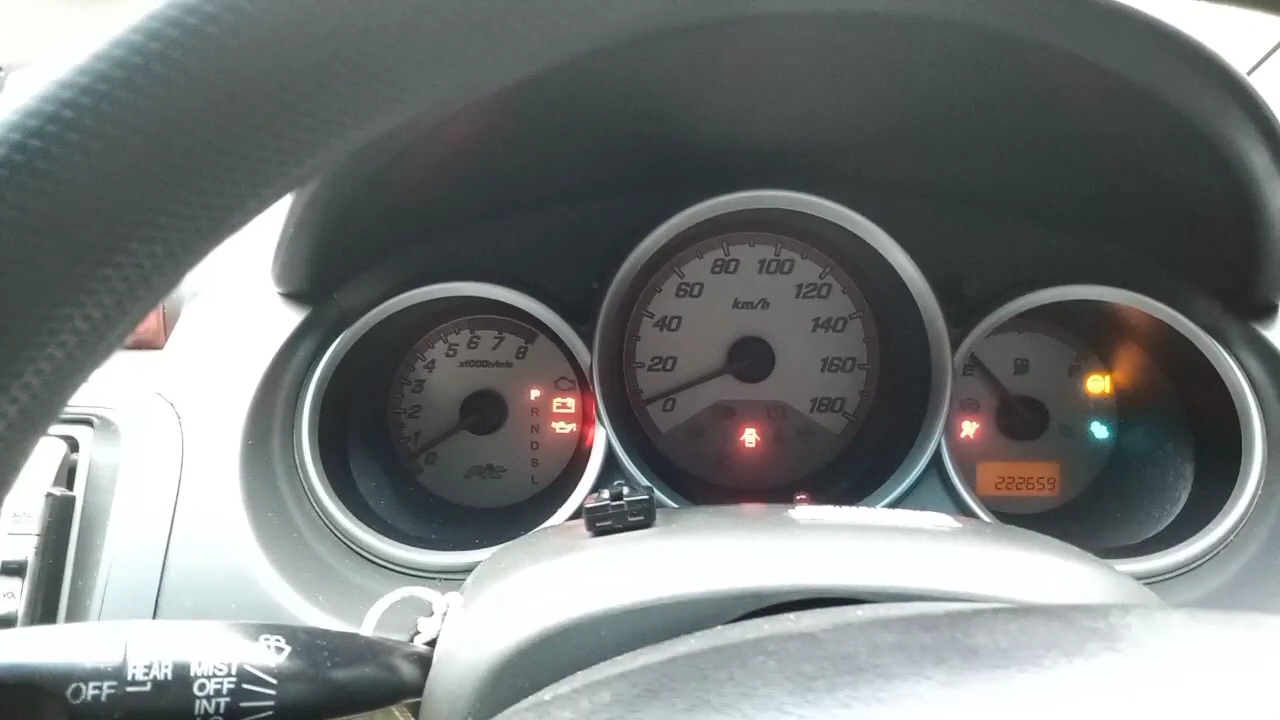 0
1
2
3
4
5
6
7
8
x1000r/min
P
R
N
D
S
L
Fit
0
20
40
60
80
100
120
140
160
180
km/h
E
F
222659
VOL
OFF
REAR
MIST
OFF
INT